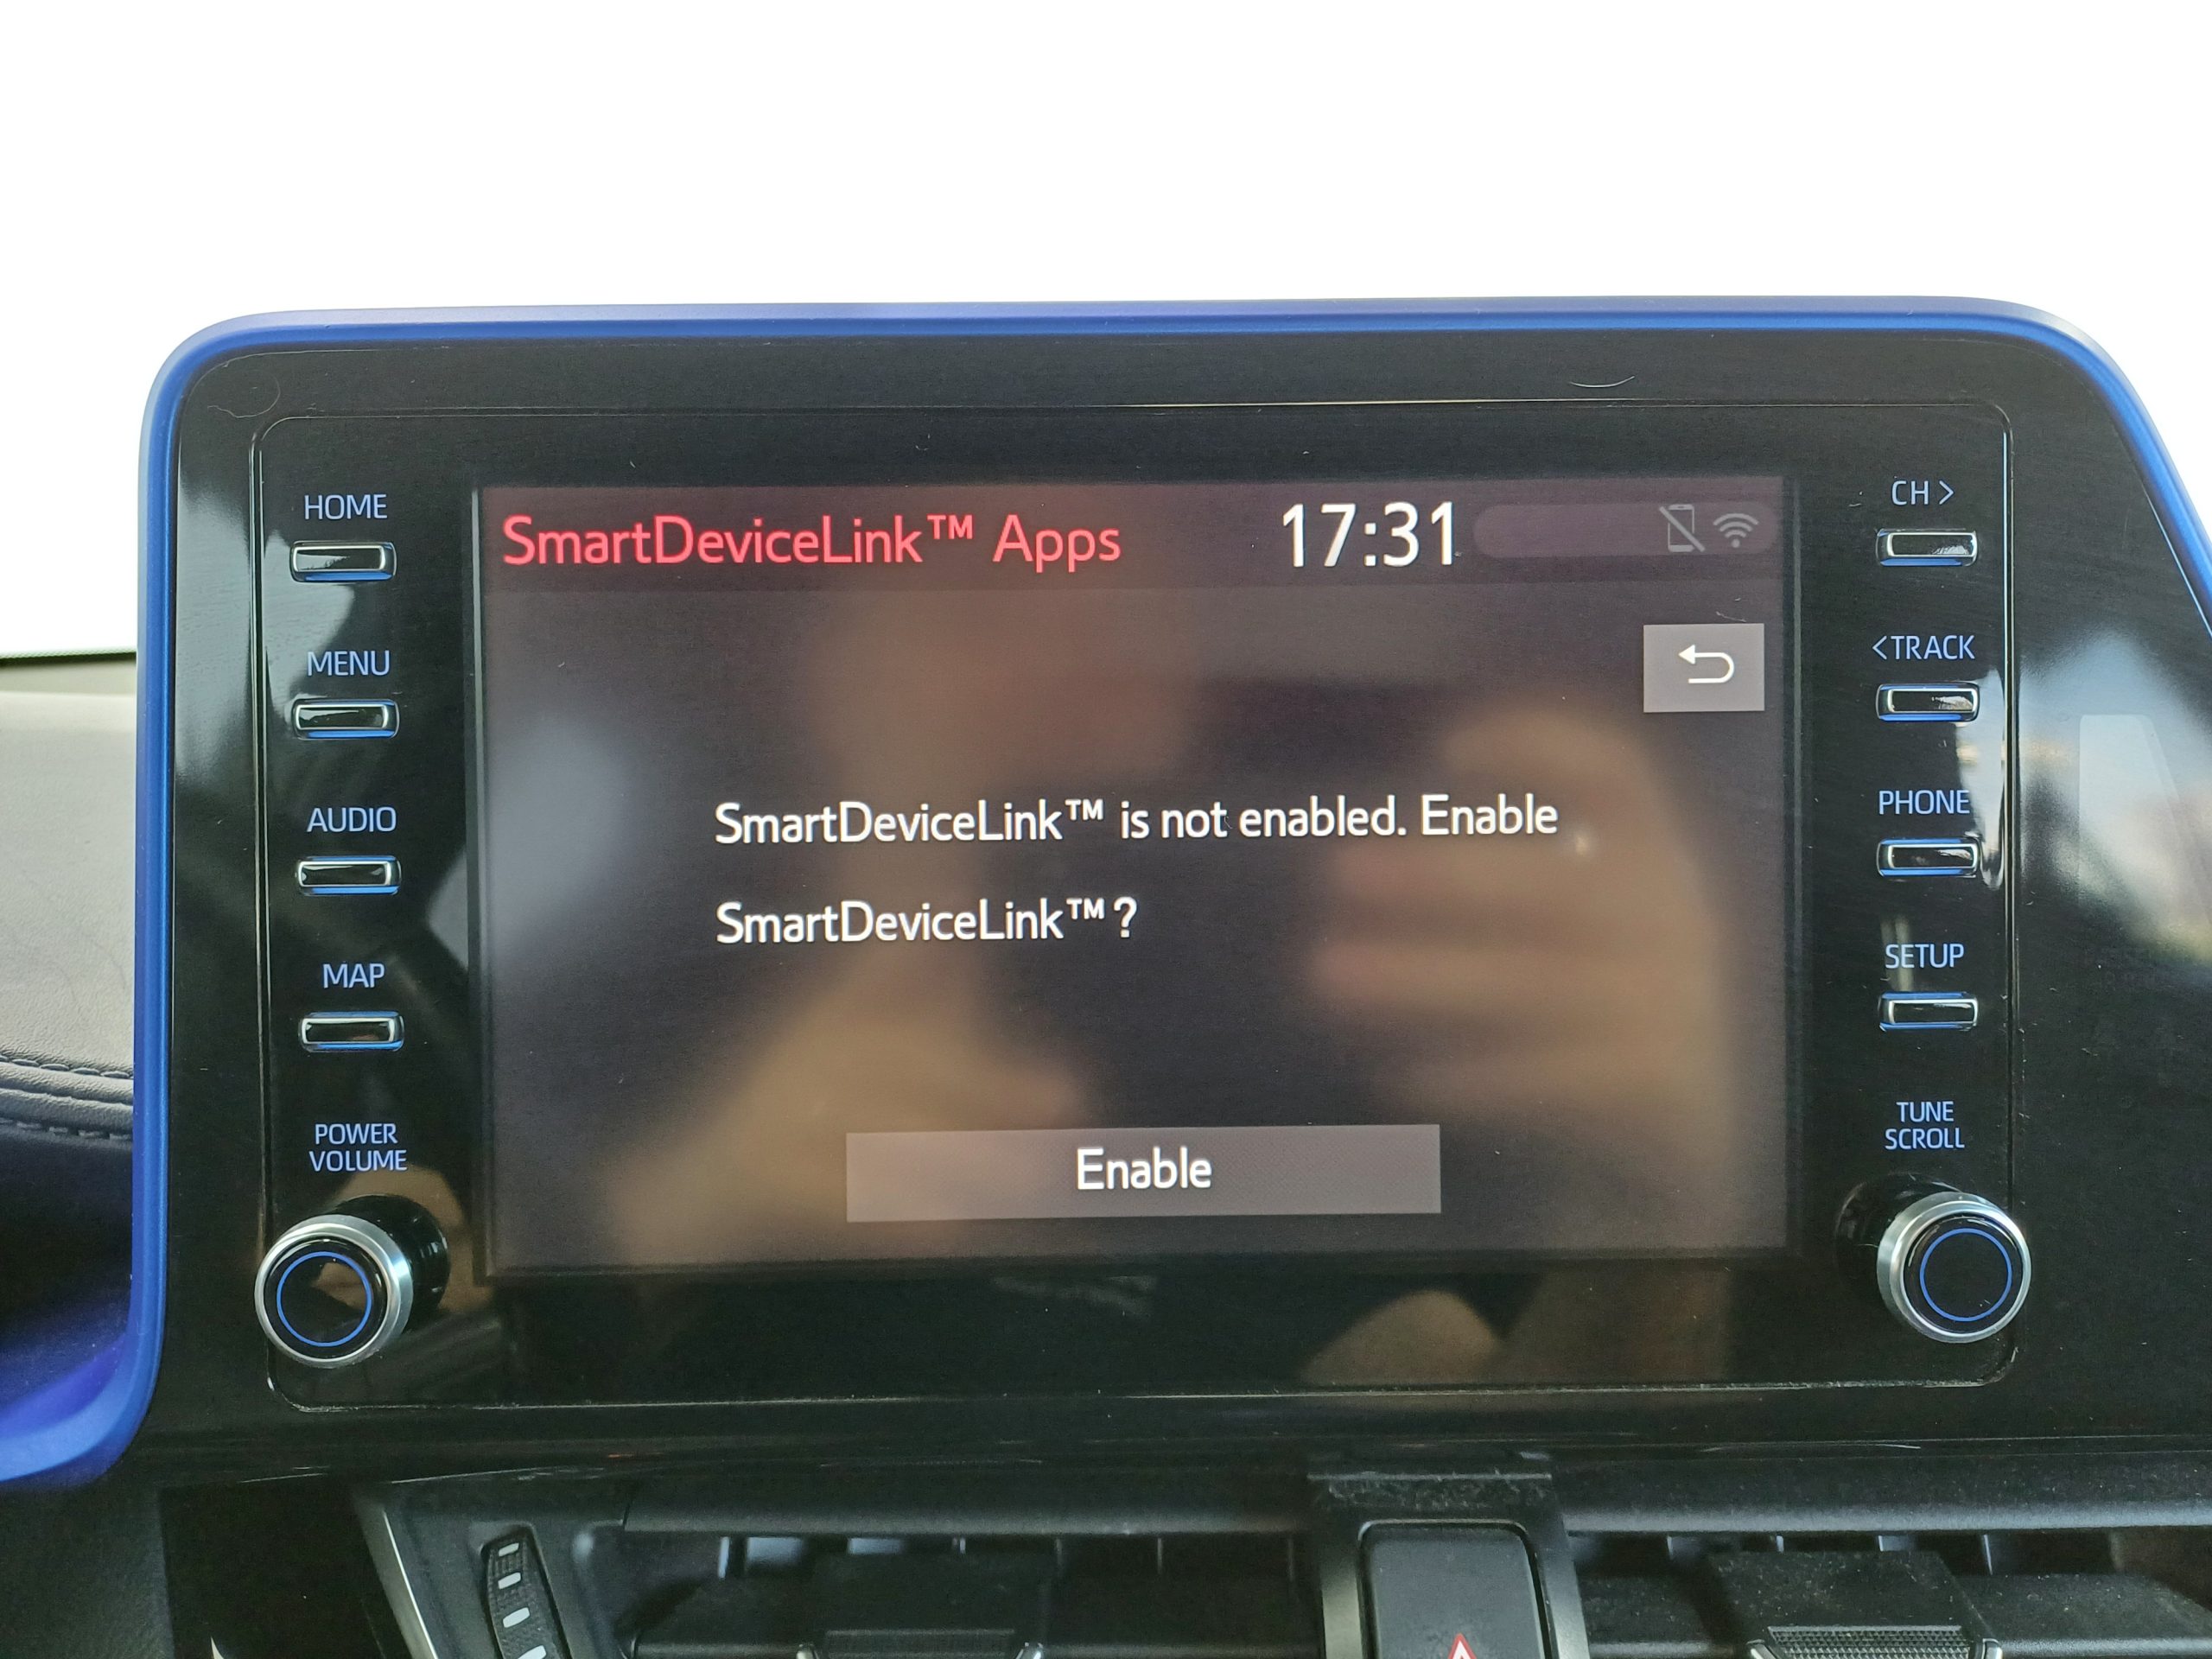 SmartDeviceLink™ Apps 17:31
SmartDeviceLink™ is not enabled. Enable
SmartDeviceLink™?
Enable
HOME
MENU
AUDIO
MAP
POWER
VOLUME
CH >
<TRACK
PHONE
SETUP
TUNE
SCROLL